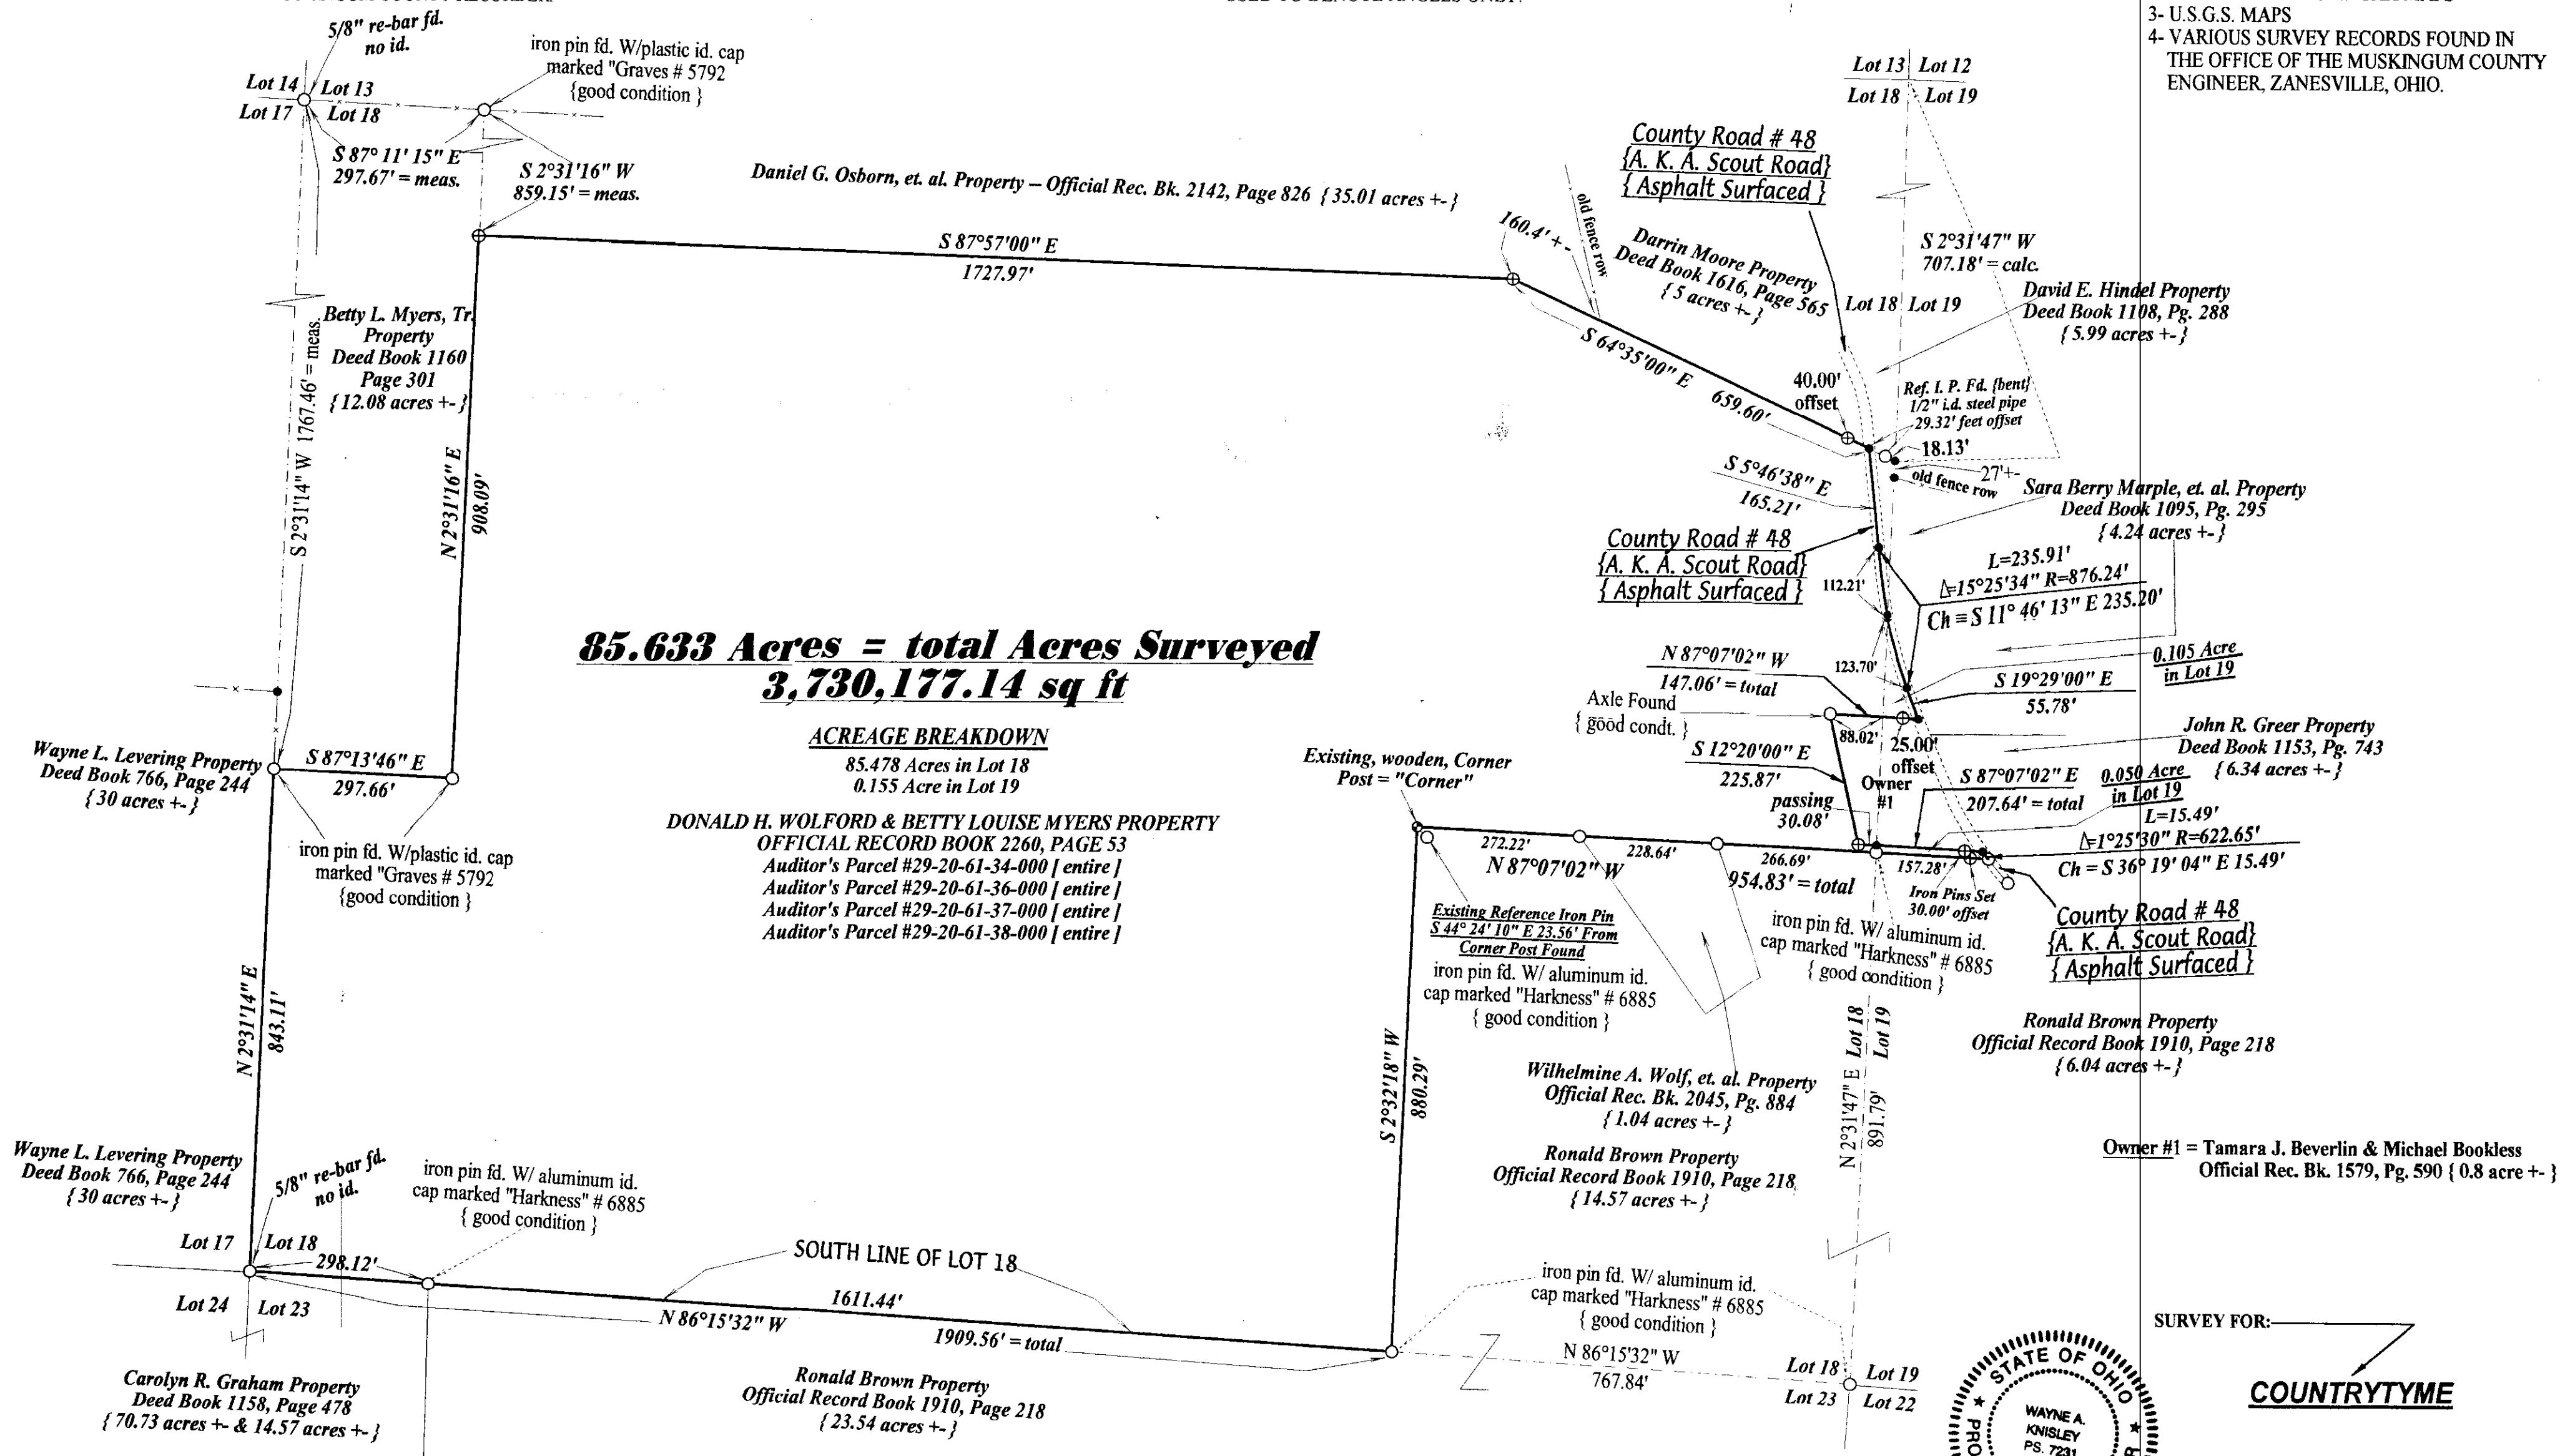 3- U.S.G.S. MAPS
4- VARIOUS SURVEY RECORDS FOUND IN
THE OFFICE OF THE MUSKINGUM COUNTY
ENGINEER, ZANESVILLE, OHIO.
5/8" re-bar fd.
no id.
iron pin fd. W/plastic id. cap
marked "Graves # 5792
{good condition }
Lot 14 Lot 13
Lot 17 Lot 18
S 87° 11' 15" E
297.67' = meas.
S 2°31'16" W
859.15' = meas.
Daniel G. Osborn, et. al. Property – Official Rec. Bk. 2142, Page 826 { 35.01 acres +- }
S 87°57'00" E
1727.97'
160.4' +-
old fence row
Darrin Moore Property
Deed Book 1616, Page 565
{ 5 acres +-}
County Road # 48
{A. K. A. Scout Road}
{ Asphalt Surfaced }
Lot 13 Lot 12
Lot 18 Lot 19
S 2°31'47" W
707.18' = calc.
Lot 18 Lot 19
David E. Hindel Property
Deed Book 1108, Pg. 288
{ 5.99 acres +-}
S 64°35'00" E
659.60'
40.00'
offset
Ref. I. P. Fd. {bent}
1/2" i.d. steel pipe
29.32' feet offset
18.13'
27'+-
old fence row
S 5°46'38" E
165.21'
Sara Berry Marple, et. al. Property
Deed Book 1095, Pg. 295
{ 4.24 acres +-}
County Road # 48
{A. K. A. Scout Road}
{ Asphalt Surfaced }
112.21'
L=235.91'
Δ=15°25'34" R=876.24'
Ch = S 11° 46' 13" E 235.20'
Betty L. Myers, Tr.
Property
Deed Book 1160
Page 301
{ 12.08 acres +-}
S 2°31'14" W 1767.46' = meas.
N 2°31'16" E
908.09'
85.633 Acres = total Acres Surveyed
3,730,177.14 sq ft
ACREAGE BREAKDOWN
85.478 Acres in Lot 18
0.155 Acre in Lot 19
DONALD H. WOLFORD & BETTY LOUISE MYERS PROPERTY
OFFICIAL RECORD BOOK 2260, PAGE 53
Auditor's Parcel #29-20-61-34-000 [ entire ]
Auditor's Parcel #29-20-61-36-000 [ entire ]
Auditor's Parcel #29-20-61-37-000 [ entire ]
Auditor's Parcel #29-20-61-38-000 [ entire ]
N 87°07'02" W
147.06' = total
123.70'
0.105 Acre
in Lot 19
S 19°29'00" E
55.78'
Axle Found
{ good condt. }
88.02'
25.00'
offset
S 12°20'00" E
225.87'
Owner
#1
passing
30.08'
John R. Greer Property
Deed Book 1153, Pg. 743
{ 6.34 acres +-}
S 87°07'02" E
207.64' = total
0.050 Acre
in Lot 19
L=15.49'
Δ=1°25'30" R=622.65'
Ch = S 36° 19' 04" E 15.49'
Wayne L. Levering Property
Deed Book 766, Page 244
{ 30 acres +-}
S 87°13'46" E
297.66'
iron pin fd. W/plastic id. cap
marked "Graves # 5792
{good condition }
Existing, wooden, Corner
Post = "Corner"
272.22'
228.64'
266.69'
N 87°07'02" W
954.83' = total
157.28'
Iron Pins Set
30.00' offset
Existing Reference Iron Pin
S 44° 24' 10" E 23.56' From
Corner Post Found
iron pin fd. W/ aluminum id.
cap marked "Harkness" # 6885
{ good condition }
iron pin fd. W/ aluminum id.
cap marked "Harkness" # 6885
{ good condition }
County Road # 48
{A. K. A. Scout Road}
{ Asphalt Surfaced }
Ronald Brown Property
Official Record Book 1910, Page 218
{ 6.04 acres +-}
N 2°31'14" E
843.11'
S 2°32'18" W
880.29'
Wilhelmine A. Wolf, et. al. Property
Official Rec. Bk. 2045, Pg. 884
{ 1.04 acres +-}
Ronald Brown Property
Official Record Book 1910, Page 218
{ 14.57 acres +-}
N 2°31'47" E Lot 18
891.79' Lot 19
Owner #1 = Tamara J. Beverlin & Michael Bookless
Official Rec. Bk. 1579, Pg. 590 { 0.8 acre +- }
Wayne L. Levering Property
Deed Book 766, Page 244
{ 30 acres +-}
5/8" re-bar fd.
no id.
iron pin fd. W/ aluminum id.
cap marked "Harkness" # 6885
{ good condition }
Lot 17 Lot 18
298.12'
Lot 24 Lot 23
SOUTH LINE OF LOT 18
1611.44'
N 86°15'32" W
1909.56' = total
iron pin fd. W/ aluminum id.
cap marked "Harkness" # 6885
{ good condition }
N 86°15'32" W
767.84'
Lot 18 Lot 19
Lot 23 Lot 22
Carolyn R. Graham Property
Deed Book 1158, Page 478
{ 70.73 acres +- & 14.57 acres +-}
Ronald Brown Property
Official Record Book 1910, Page 218
{ 23.54 acres +-}
SURVEY FOR:
COUNTRYTYME
STATE OF OHIO
WAYNE A.
KNISLEY
PS. 7231